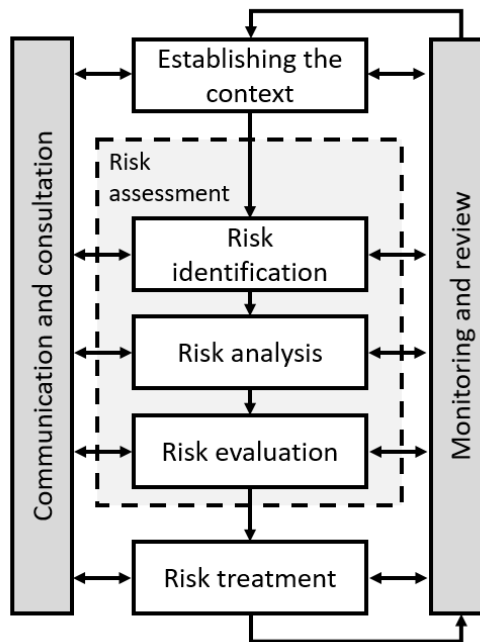 Establishing the
context
Risk
assessment
Risk
identification
Risk analysis
Risk evaluation
Risk treatment
Communication and consultation
Monitoring and review